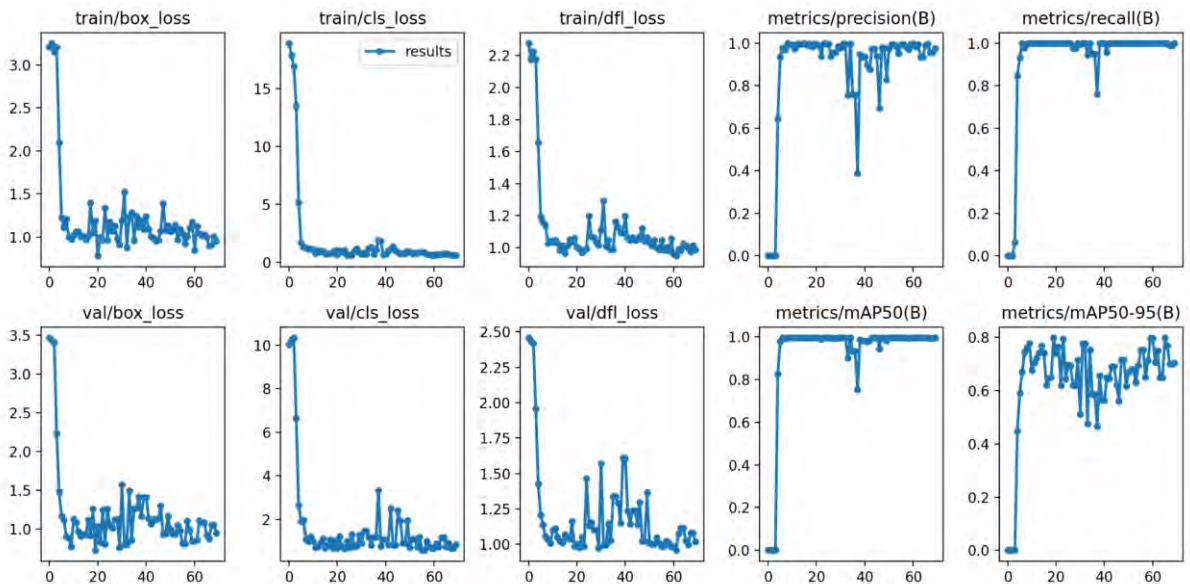 train/box_loss
train/cls_loss
train/dfl_loss
metrics/precision(B)
metrics/recall(B)
3.0
2.5
2.0
1.5
1.0
0 20 40 60
15
10
5
0
0 20 40 60
results
2.2
2.0
1.8
1.6
1.4
1.2
1.0
0 20 40 60
1.0
0.8
0.6
0.4
0.2
0.0
0 20 40 60
1.0
0.8
0.6
0.4
0.2
0.0
0 20 40 60
val/box_loss
val/cls_loss
val/dfl_loss
metrics/mAP50(B)
metrics/mAP50-95(B)
3.5
3.0
2.5
2.0
1.5
1.0
0 20 40 60
10
8
6
4
2
0 20 40 60
2.50
2.25
2.00
1.75
1.50
1.25
1.00
0 20 40 60
1.0
0.8
0.6
0.4
0.2
0.0
0 20 40 60
0.8
0.6
0.4
0.2
0.0
0 20 40 60